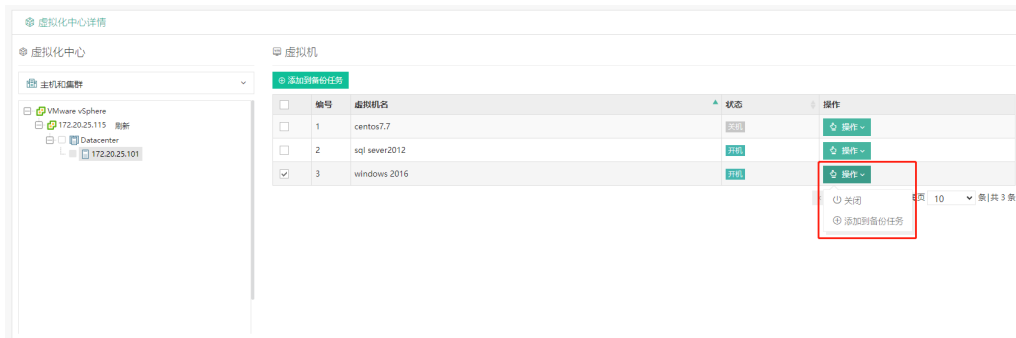 虚拟化中心详情
虚拟化中心
主机和集群
VMware vSphere
172.20.25.115 刷新
Datacenter
172.20.25.101
虚拟机
添加到备份任务
编号 虚拟机名 状态 操作
1 centos7.7 关机 操作
2 sql sever2012 开机 操作
3 windows 2016 开机 操作
关闭
添加到备份任务
页 10 条|共 3 条